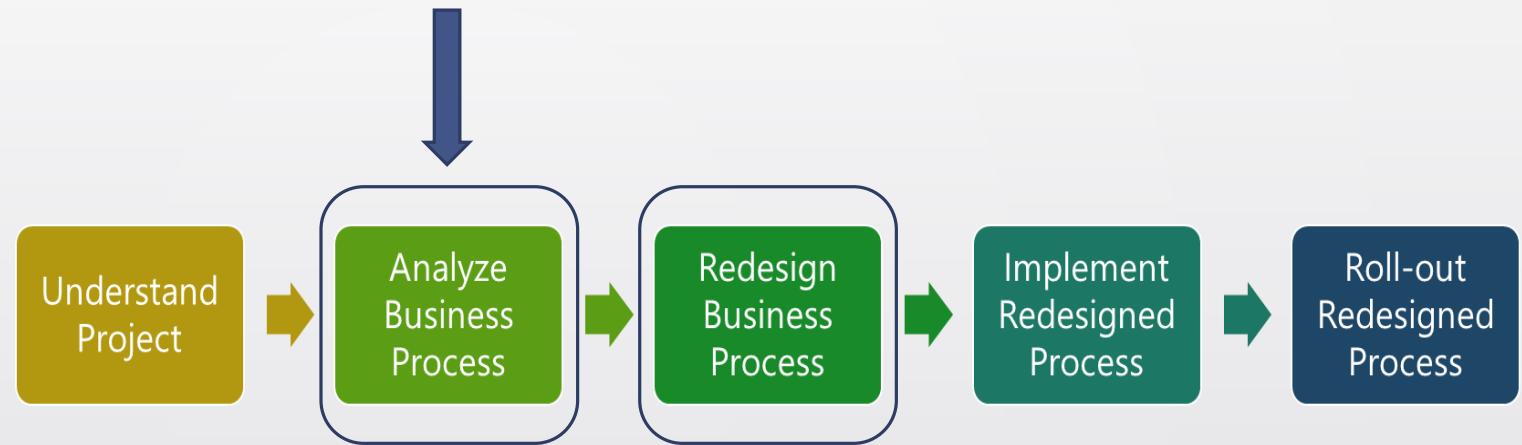 Understand
Project
Analyze
Business
Process
Redesign
Business
Process
Implement
Redesigned
Process
Roll-out
Redesigned
Process